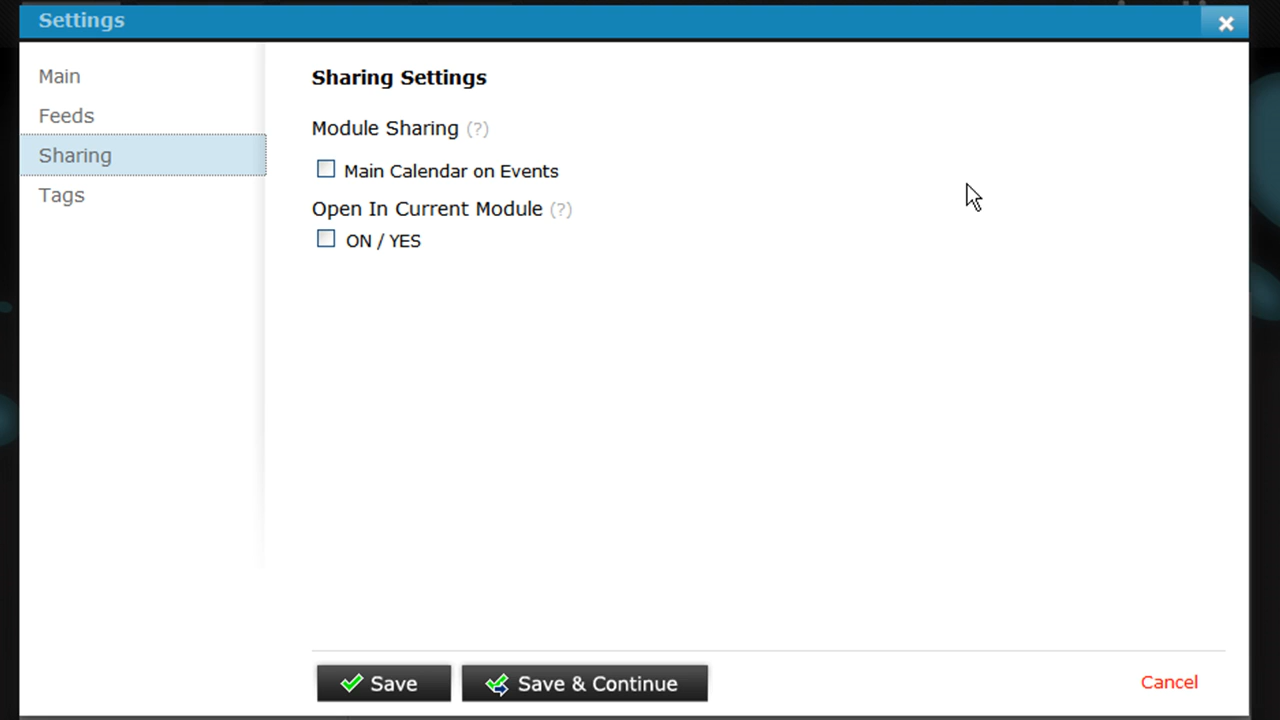 Settings
Main
Feeds
Sharing
Tags
Sharing Settings
Module Sharing (?)
Main Calendar on Events
Open In Current Module (?)
ON / YES
Save
Save & Continue
Cancel